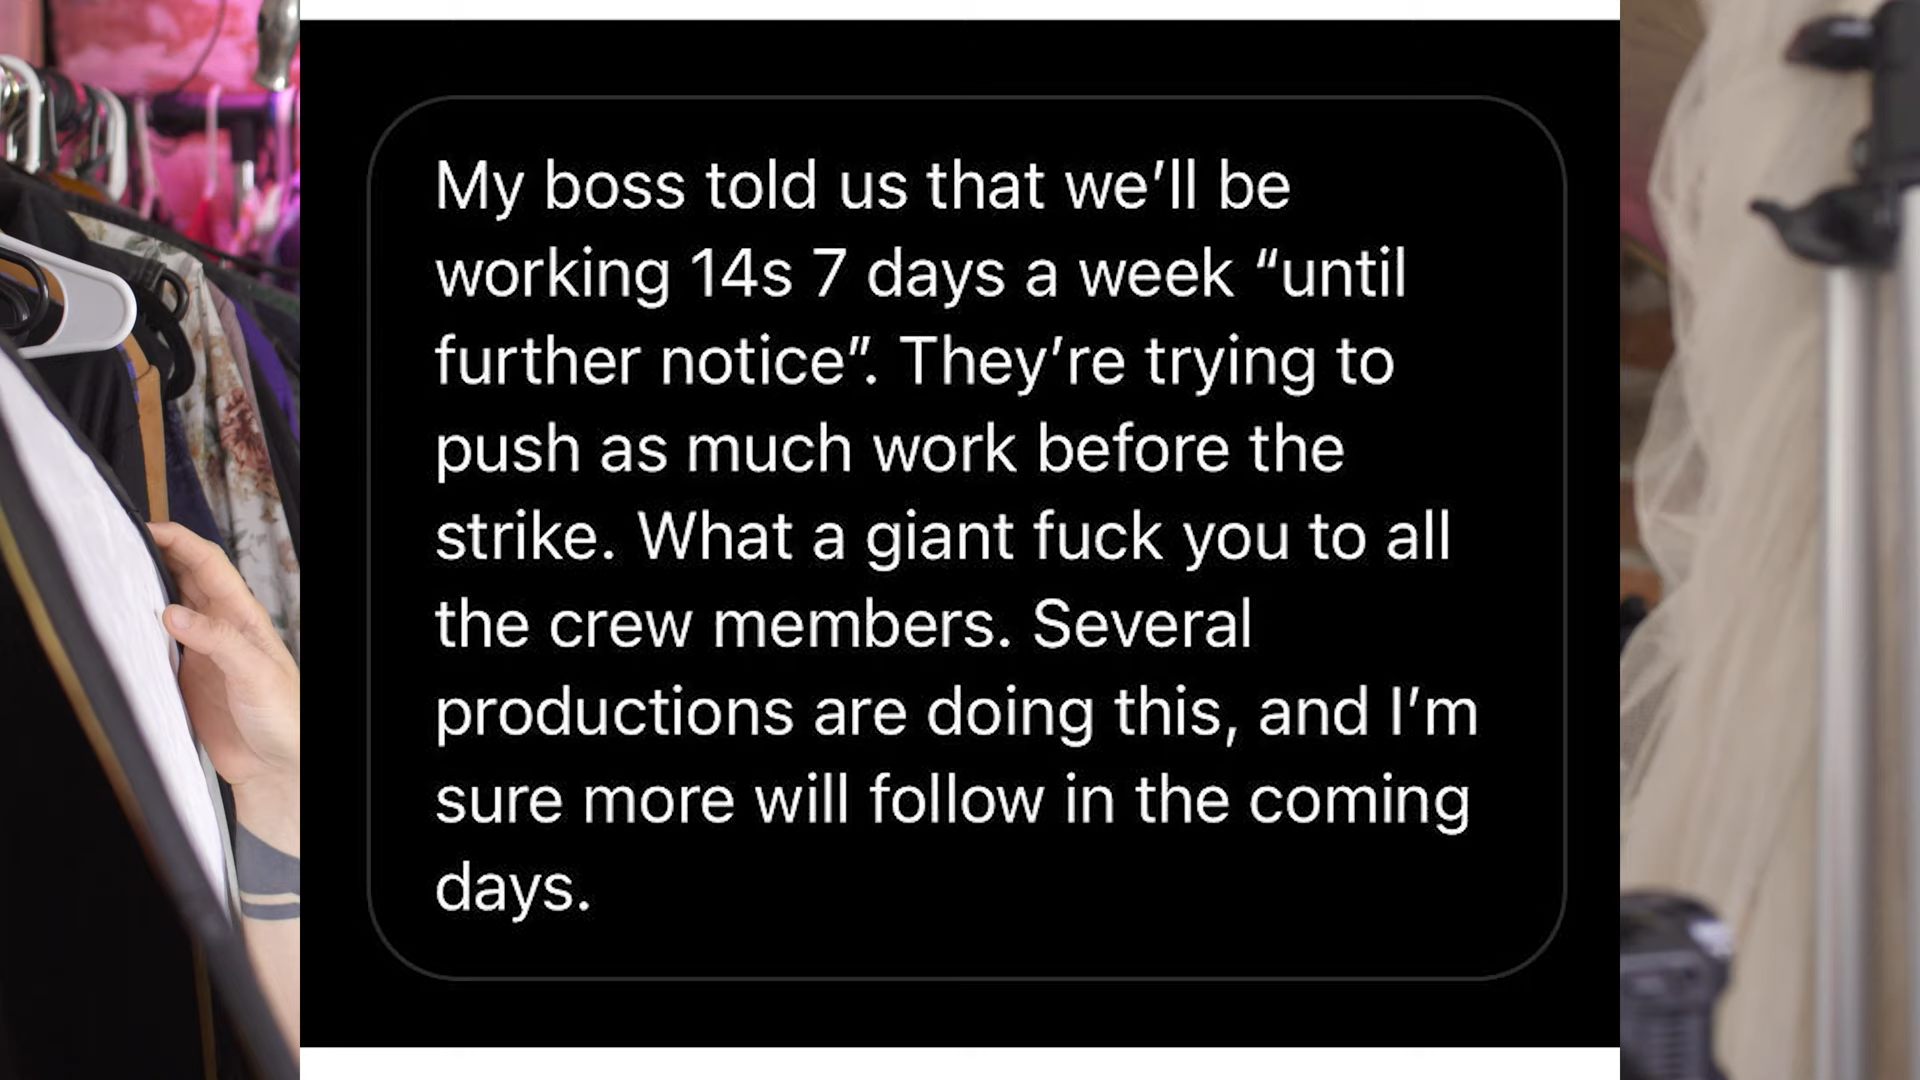 My boss told us that we’ll be
working 14s 7 days a week “until
further notice”. They’re trying to
push as much work before the
strike. What a giant fuck you to all
the crew members. Several
productions are doing this, and I’m
sure more will follow in the coming
days.